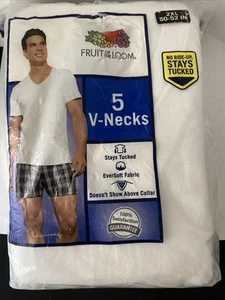 2XL
50-52 IN
FRUIT OF THE LOOM®
NO RIDE-UP
STAYS
TUCKED
5
V-Necks
Stays Tucked
EverSoft Fabric
Doesn't Show Above Collar
100%
Satisfaction
GUARANTEE